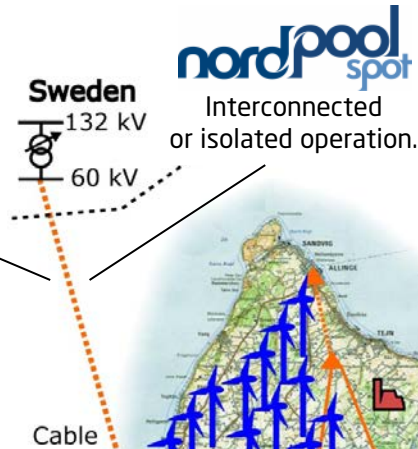 nordpool
spot
Sweden
132 kV
60 kV
Interconnected
or isolated operation.
SANDVIG
ALLINGE
TEJN
Cable